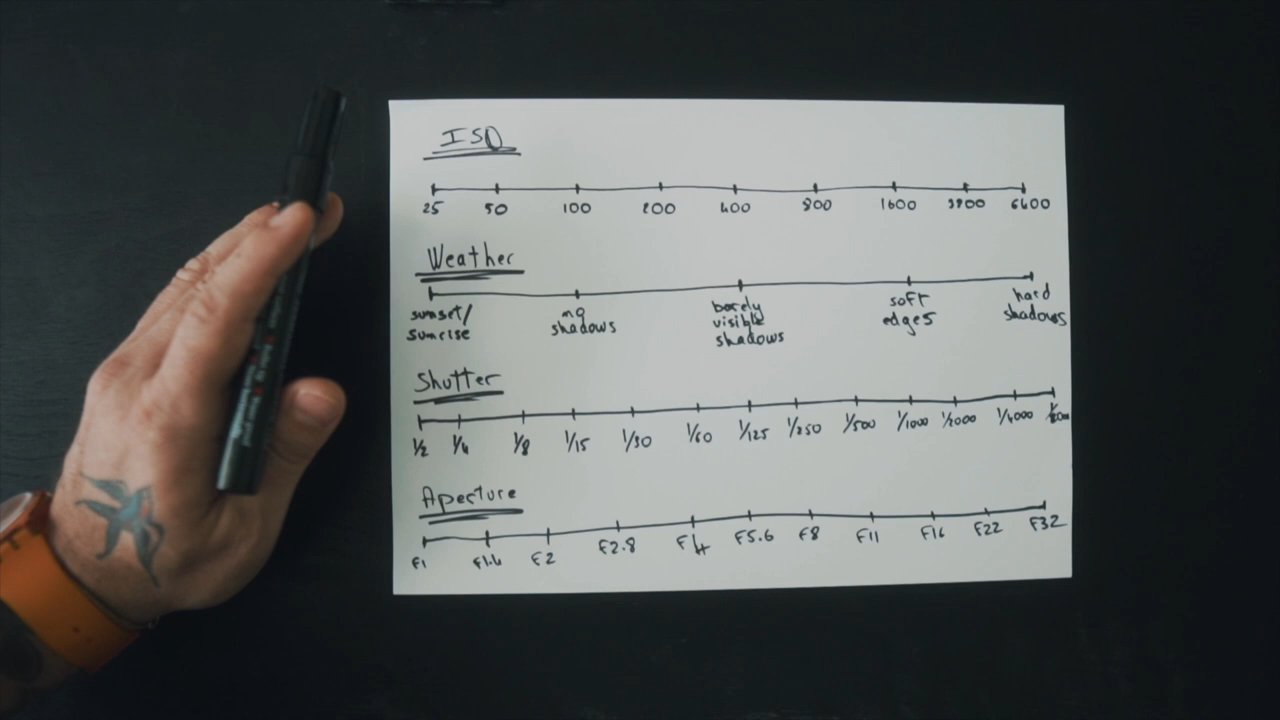 ISO
25 50 100 200 400 800 1600 3200 6400
Weather
sunset/
sunrise
no
shadows
barely
visible
shadows
soft
edges
hard
shadows
Shutter
1/2 1/4 1/8 1/15 1/30 1/60 1/125 1/250 1/500 1/1000 1/2000 1/4000
Aperture
F1 F1.4 F2 F2.8 F4 F5.6 F8 F11 F16 F22 F32